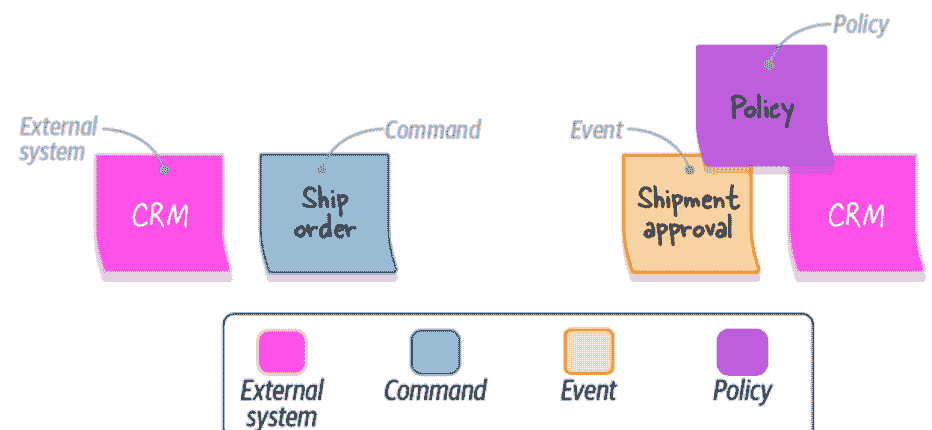 Policy
Policy
External
system
Command
Event
CRM
Ship
order
Shipment
approval
CRM
External
system
Command
Event
Policy